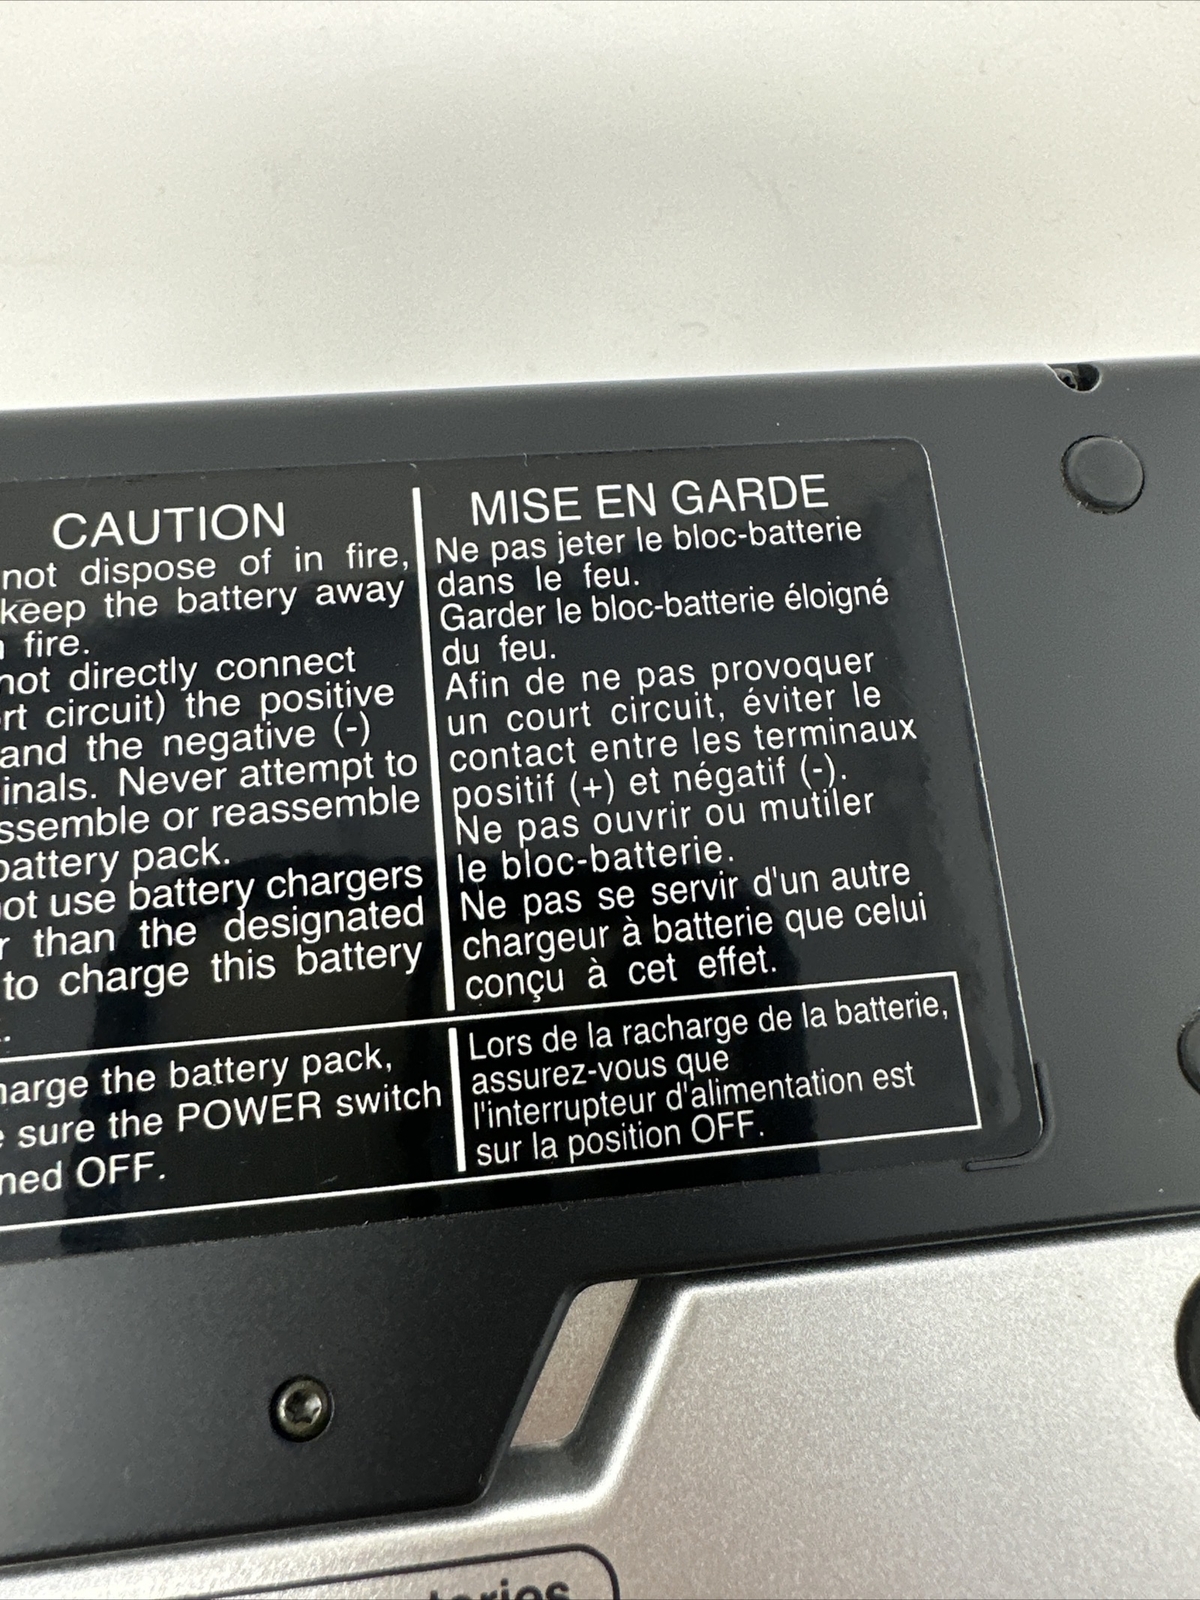 CAUTION
not dispose of in fire,
keep the battery away
fire.
not directly connect
circuit) the positive
and the negative (-)
Never attempt to
or reassemble
battery pack.
use battery chargers
than the designated
to charge this battery
the battery pack,
sure the POWER switch
OFF.
MISE EN GARDE
Ne pas jeter le bloc-batterie
dans le feu.
Garder le bloc-batterie éloigné
du feu.
Afin de ne pas provoquer
un court circuit, éviter le
contact entre les terminaux
positif (+) et négatif (-).
Ne pas ouvrir ou mutiler
le bloc-batterie.
Ne pas se servir d'un autre
chargeur à batterie que celui
conçu à cet effet.
Lors de la racharge de la batterie,
assurez-vous que
l'interrupteur d'alimentation est
sur la position OFF.